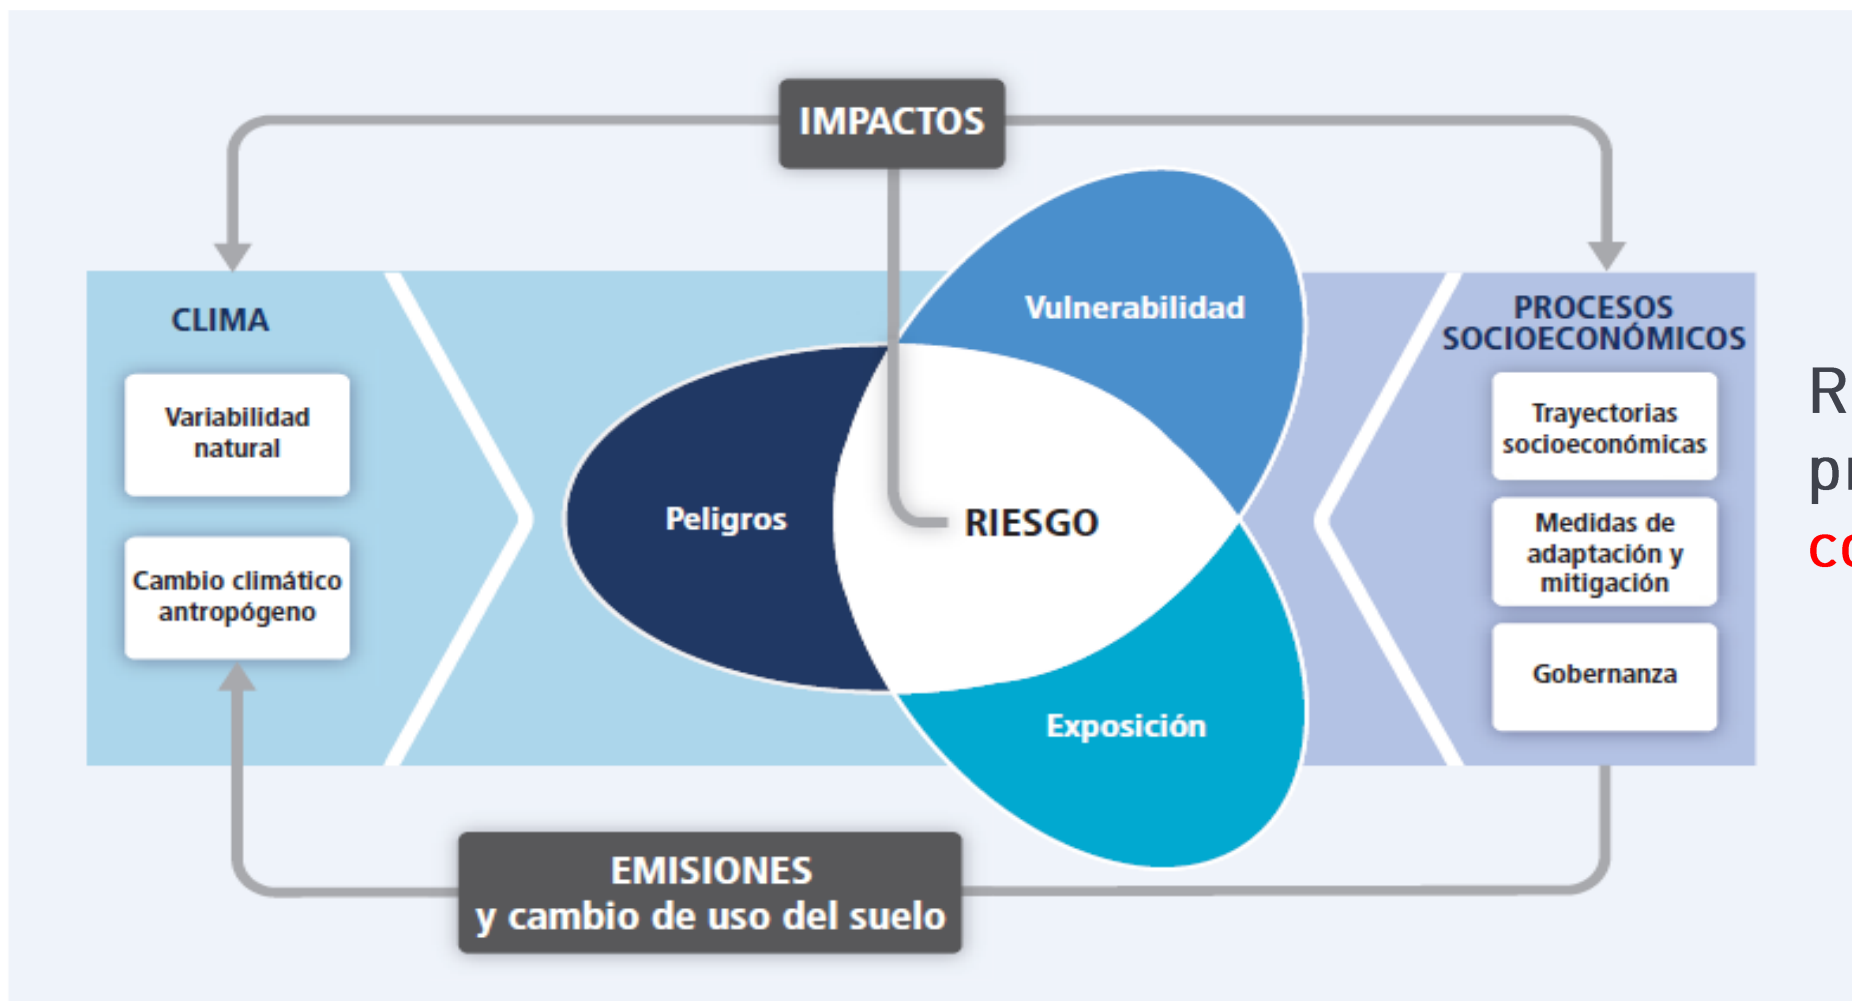 IMPACTOS
CLIMA
Variabilidad
natural
Cambio climático
antropógeno
Vulnerabilidad
Peligros
RIESGO
Exposición
PROCESOS
SOCIOECONÓMICOS
Trayectorias
socioeconómicas
Medidas de
adaptación y
mitigación
Gobernanza
EMISIONES
y cambio de uso del suelo